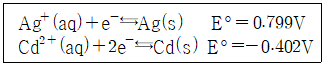 Ag⁺(aq)+e⁻⇆Ag(s) E°=0.799V
Cd²⁺(aq)+2e⁻⇆Cd(s) E°=−0.402V